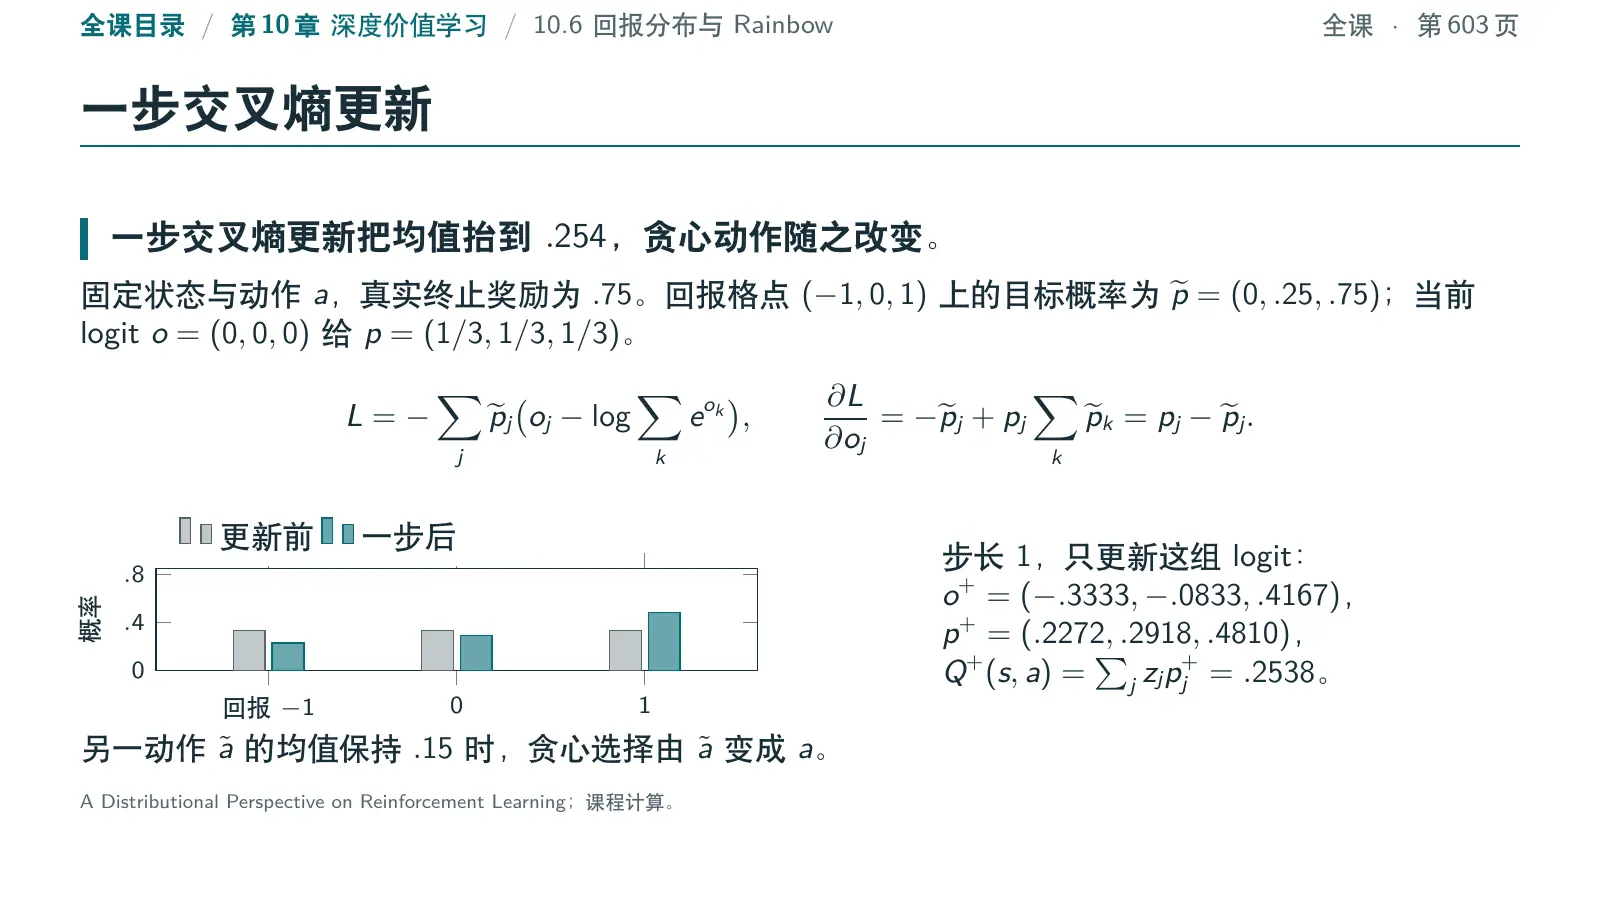 全课目录 / 第10章 深度价值学习 / 10.6 回报分布与 Rainbow
全课 · 第603页
一步交叉熵更新
一步交叉熵更新把均值抬到 .254，贪心动作随之改变。
固定状态与动作 a，真实终止奖励为 .75。回报格点 (−1, 0, 1) 上的目标概率为 p̃ = (0, .25, .75)；当前
logit o = (0, 0, 0) 给 p = (1/3, 1/3, 1/3)。
L = −∑_j p̃_j(o_j − log ∑_k e^{o_k}), ∂L/∂o_j = −p̃_j + p_j ∑_k p̃_k = p_j − p̃_j.
更新前 一步后
概率
.8
.4
0
回报 −1 0 1
步长 1，只更新这组 logit：
o⁺ = (−.3333, −.0833, .4167)，
p⁺ = (.2272, .2918, .4810)，
Q⁺(s, a) = ∑_j z_j p_j⁺ = .2538。
另一动作 ã 的均值保持 .15 时，贪心选择由 ã 变成 a。
A Distributional Perspective on Reinforcement Learning；课程计算。